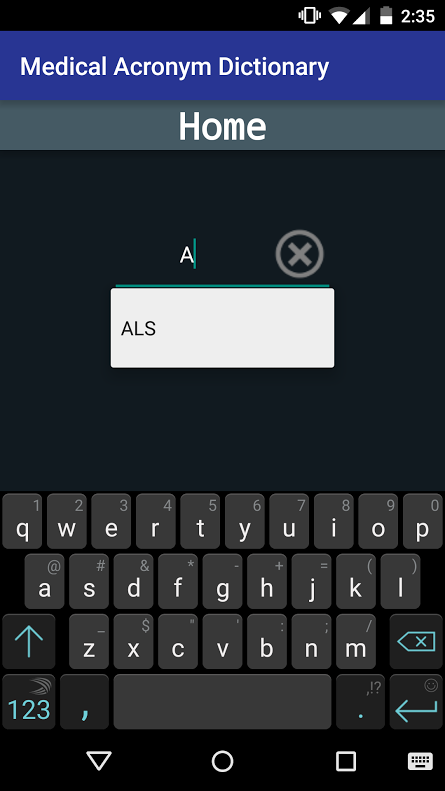 2:35
Medical Acronym Dictionary
Home
A
ALS
1 2 3 4 5 6 7 8 9 0
q w e r t y u i o p
@ # & * - + = ( )
a s d f g h j k l
_ $ " ' : ; /
z x c v b n m
,!?
123 , .